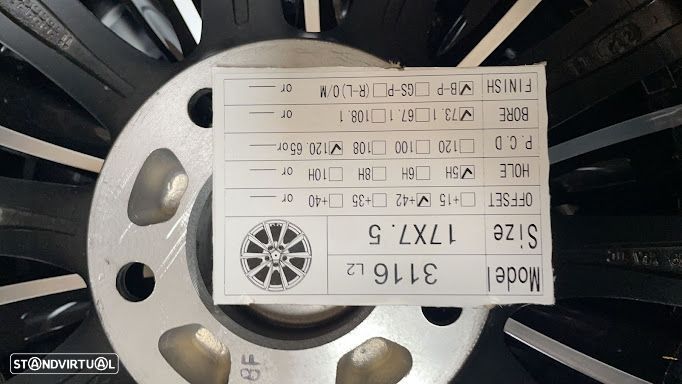 Model 3116 L2
Size 17X7.5
OFFSET □+15 ☑+42 □+35 □+40 or —
HOLE ☑5H □6H □8H □10H or —
P.C.D □120 □100 □108 ☑120.65or
BORE ☑73.1 □67.1 □108.1 or —
FINISH ☑B-P □GS-P □(R-L)O/M or —
8F
STANDVIRTUAL